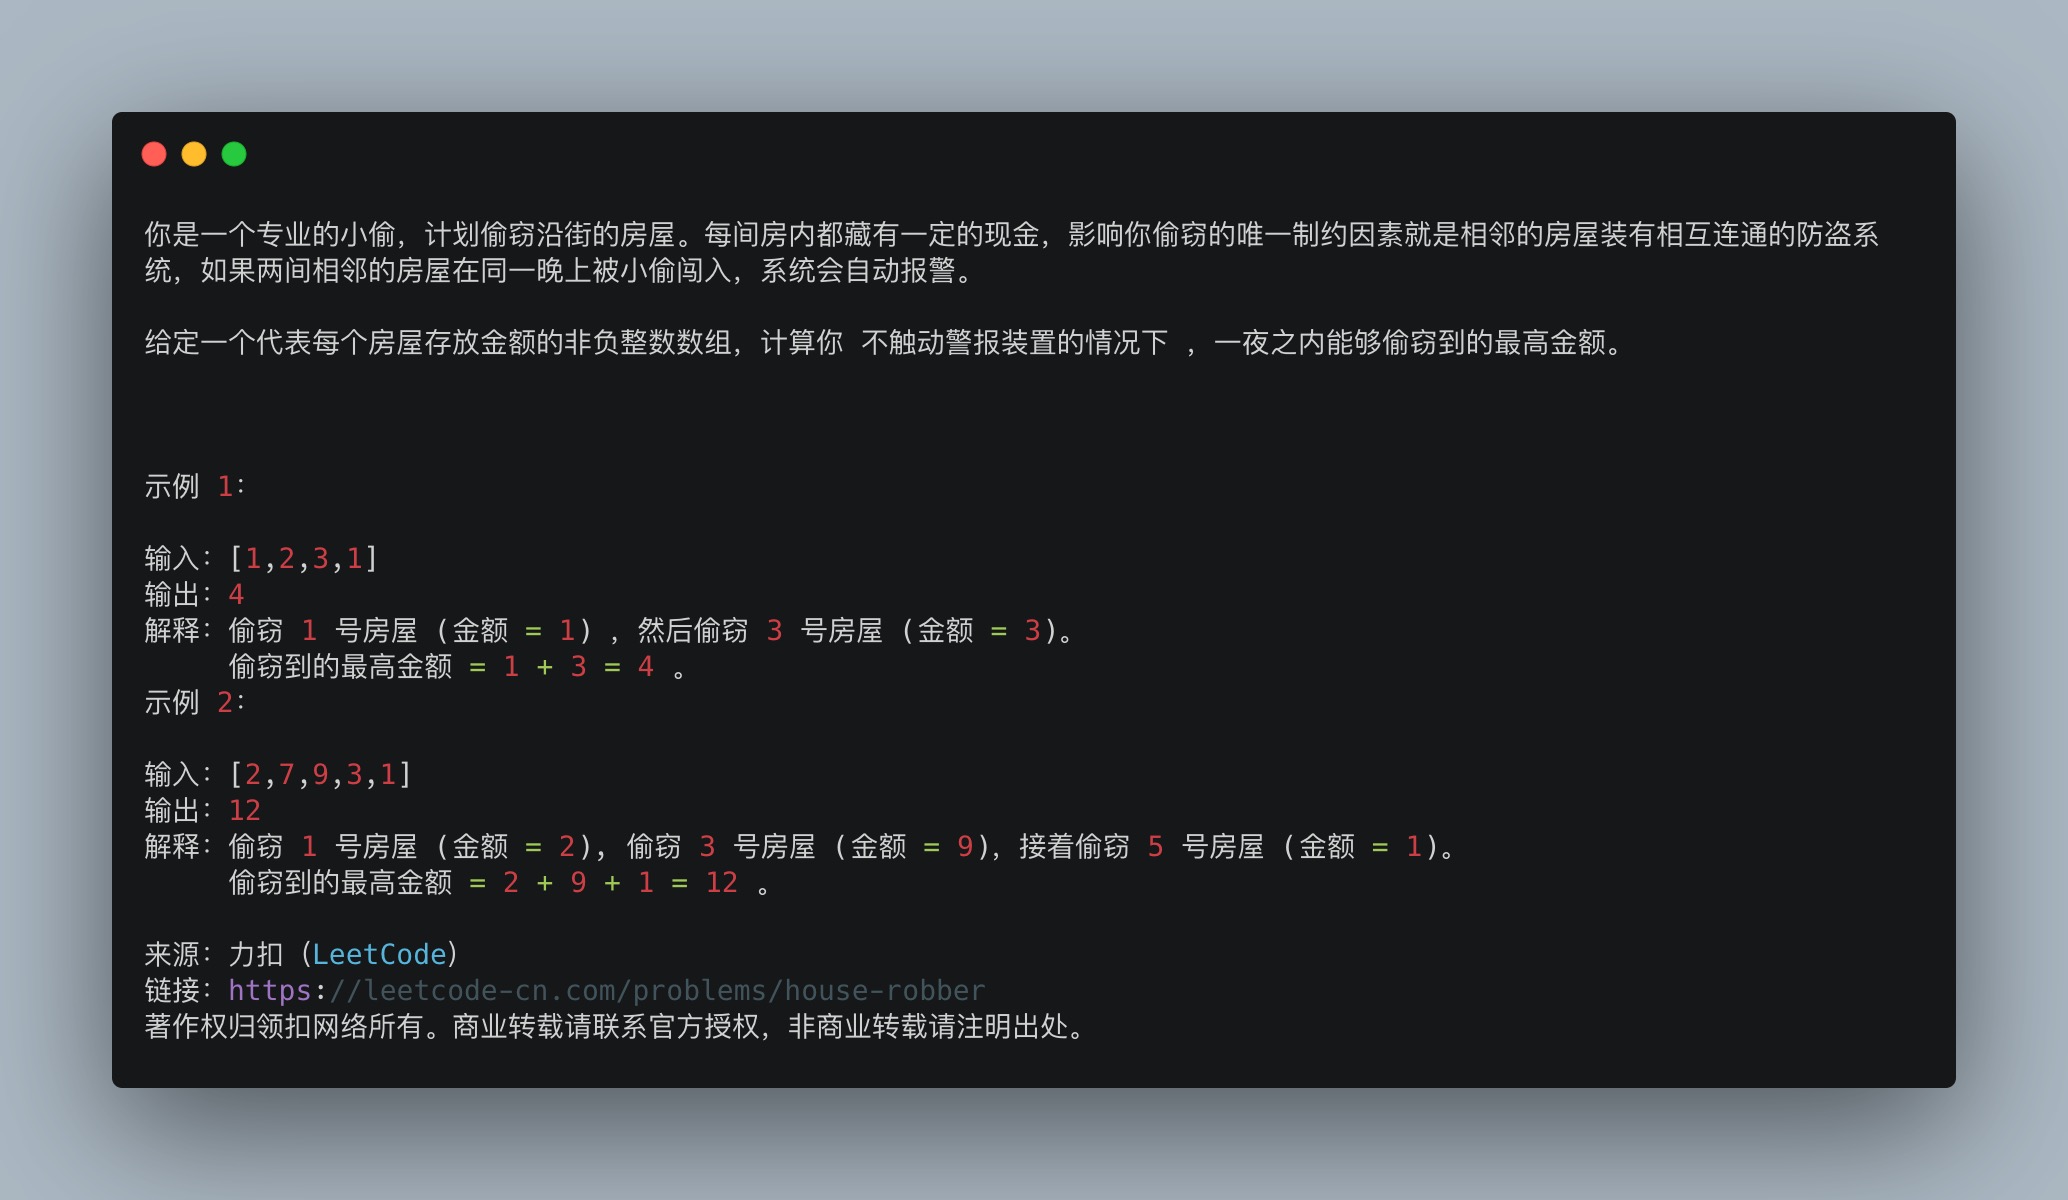 你是一个专业的小偷，计划偷窃沿街的房屋。每间房内都藏有一定的现金，影响你偷窃的唯一制约因素就是相邻的房屋装有相互连通的防盗系
统，如果两间相邻的房屋在同一晚上被小偷闯入，系统会自动报警。
给定一个代表每个房屋存放金额的非负整数数组，计算你 不触动警报装置的情况下 ，一夜之内能够偷窃到的最高金额。
示例 1：
输入：[1,2,3,1]
输出：4
解释：偷窃 1 号房屋 (金额 = 1) ，然后偷窃 3 号房屋 (金额 = 3)。
偷窃到的最高金额 = 1 + 3 = 4 。
示例 2：
输入：[2,7,9,3,1]
输出：12
解释：偷窃 1 号房屋 (金额 = 2), 偷窃 3 号房屋 (金额 = 9)，接着偷窃 5 号房屋 (金额 = 1)。
偷窃到的最高金额 = 2 + 9 + 1 = 12 。
来源：力扣（LeetCode）
链接：https://leetcode-cn.com/problems/house-robber
著作权归领扣网络所有。商业转载请联系官方授权，非商业转载请注明出处。